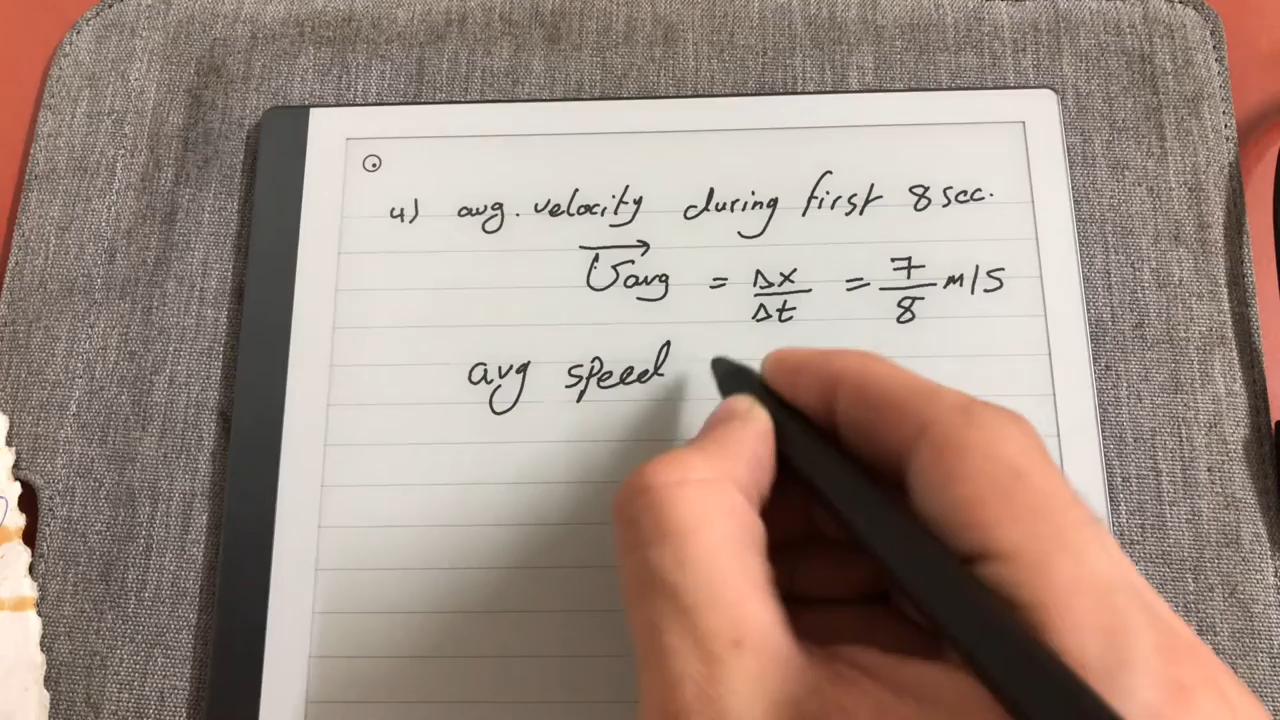 4) avg. velocity during first 8 sec.
v⃗avg = Δx/Δt = 7/8 m/s
avg speed